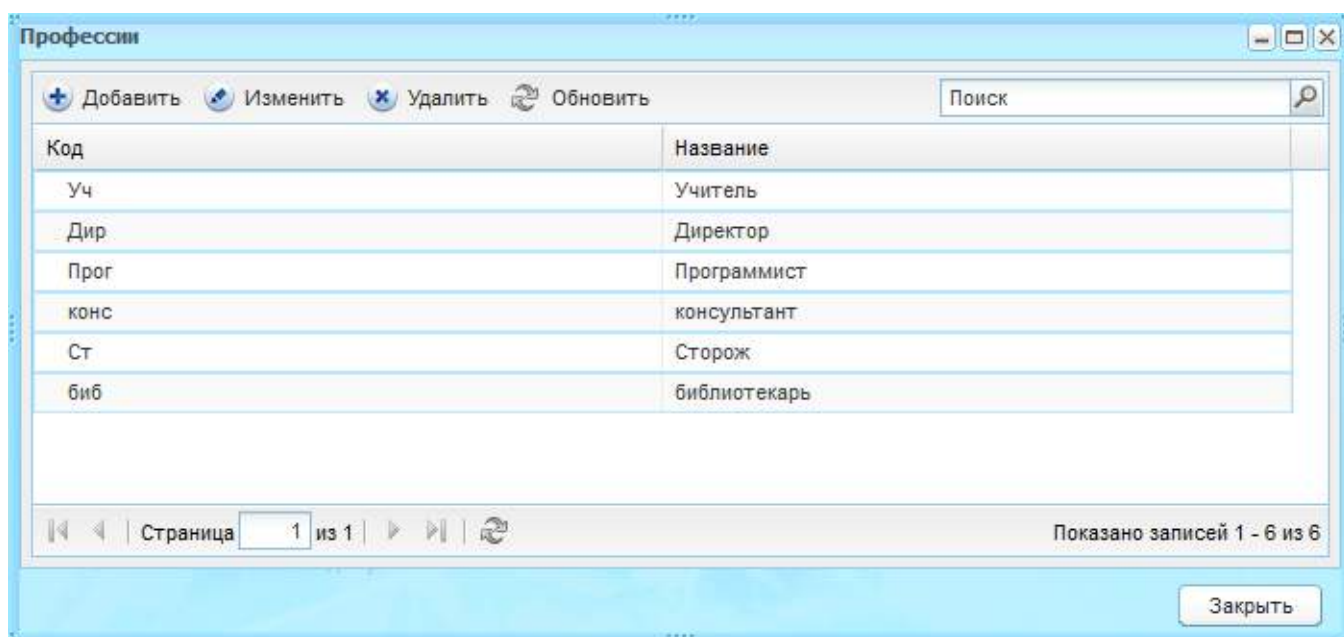 Профессии
Добавить Изменить Удалить Обновить Поиск
Код Название
Уч Учитель
Дир Директор
Прог Программист
конс консультант
Ст Сторож
биб библиотекарь
Страница 1 из 1 Показано записей 1 - 6 из 6
Закрыть